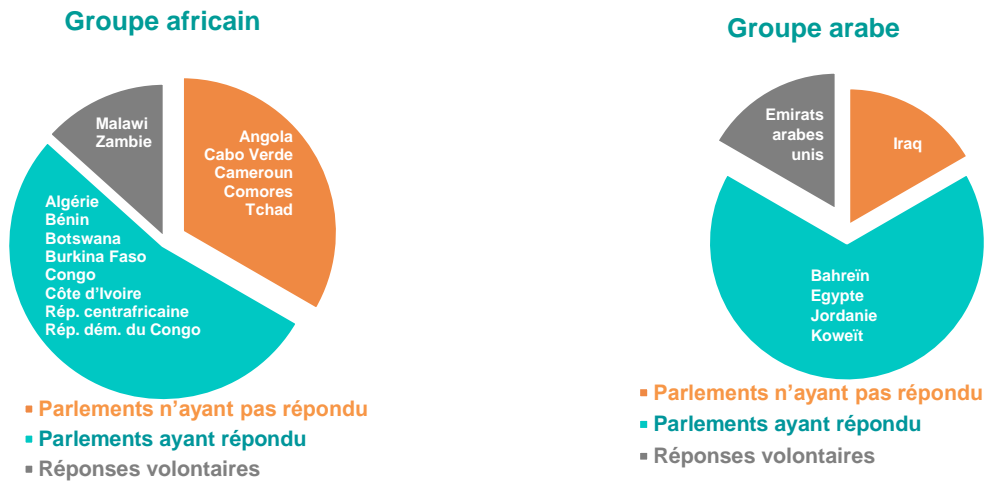 Groupe africain
Malawi
Zambie
Angola
Cabo Verde
Cameroun
Comores
Tchad
Algérie
Bénin
Botswana
Burkina Faso
Congo
Côte d'Ivoire
Rép. centrafricaine
Rép. dém. du Congo
Parlements n'ayant pas répondu
Parlements ayant répondu
Réponses volontaires
Groupe arabe
Emirats
arabes
unis
Iraq
Bahreïn
Egypte
Jordanie
Koweït
Parlements n'ayant pas répondu
Parlements ayant répondu
Réponses volontaires